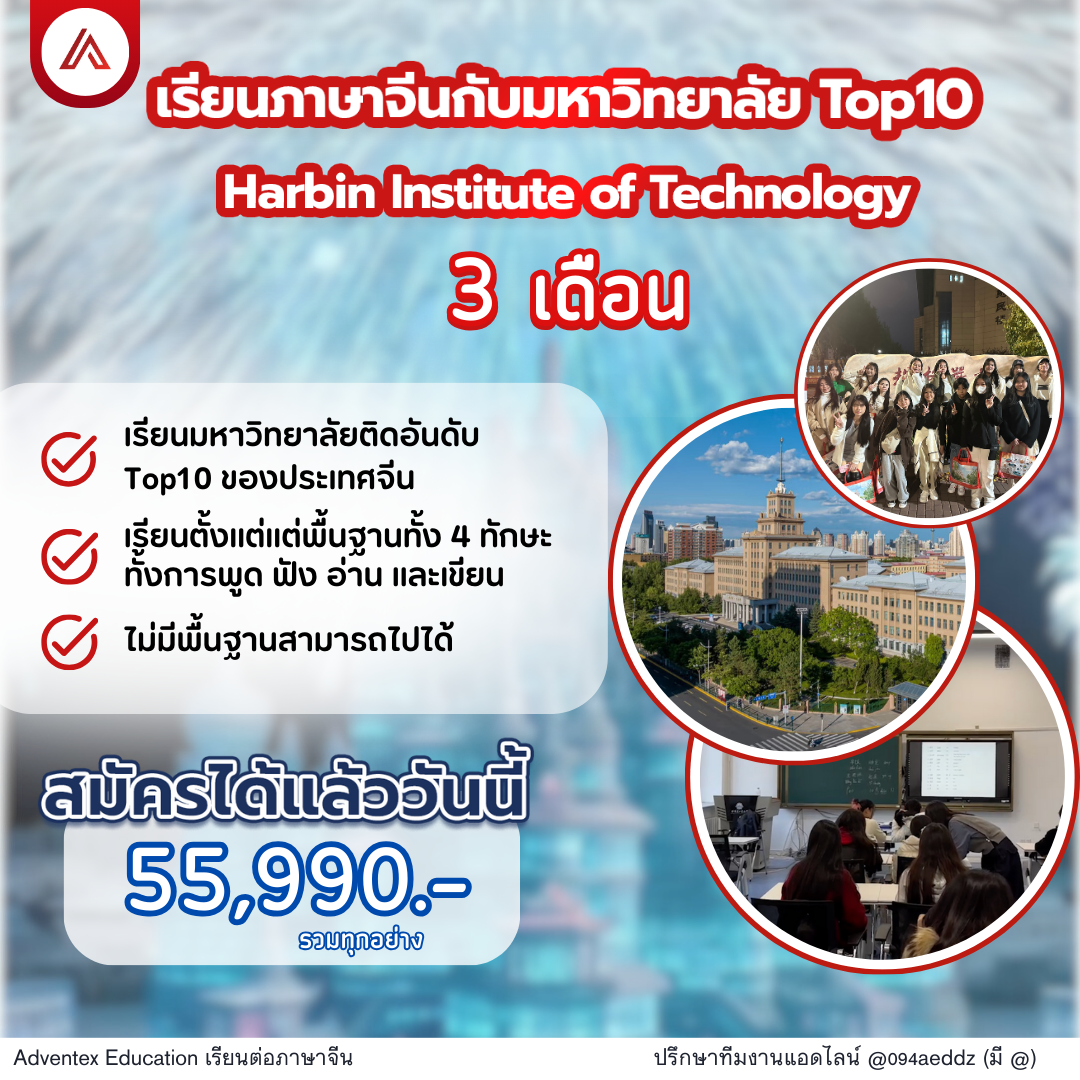 เรียนภาษาจีนกับมหาวิทยาลัย Top10
Harbin Institute of Technology
3 เดือน
เรียนมหาวิทยาลัยติดอันดับ
Top10 ของประเทศจีน
เรียนตั้งแต่แต่พื้นฐานทั้ง 4 ทักษะ
ทั้งการพูด ฟัง อ่าน และเขียน
ไม่มีพื้นฐานสามารถไปได้
สมัครได้แล้ววันนี้
55,990.-
รวมทุกอย่าง
Adventex Education เรียนต่อภาษาจีน
ปรึกษาทีมงานแอดไลน์ @094aeddz (มี @)